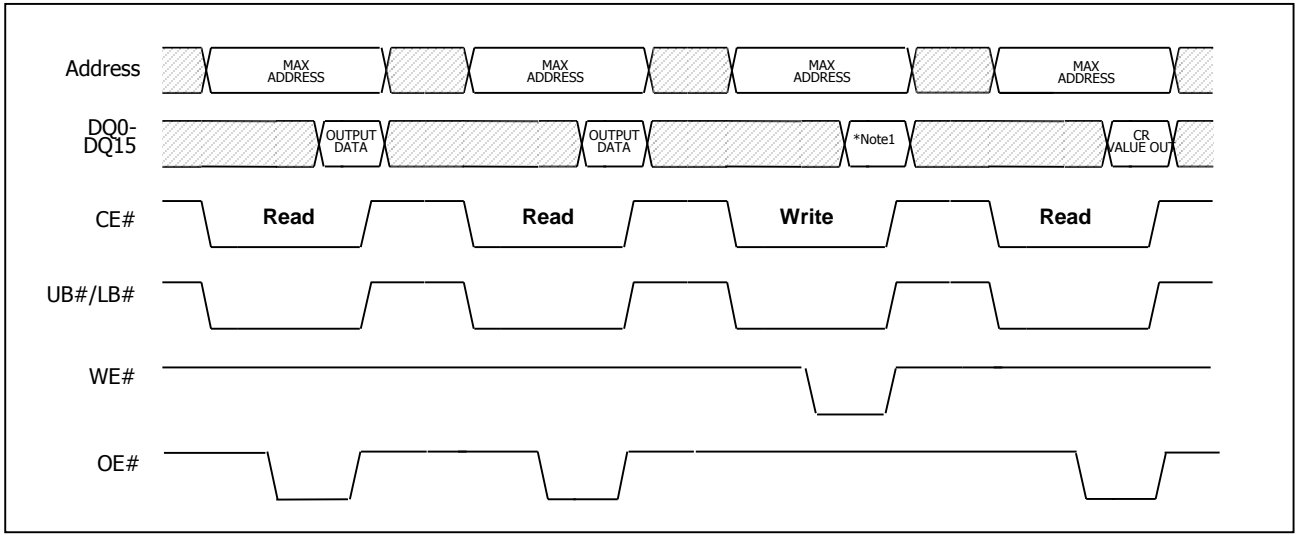 Address
MAX
ADDRESS
MAX
ADDRESS
MAX
ADDRESS
MAX
ADDRESS
DQ0-
DQ15
OUTPUT
DATA
OUTPUT
DATA
*Note1
CR
VALUE OUT
CE#
Read
Read
Write
Read
UB#/LB#
WE#
OE#